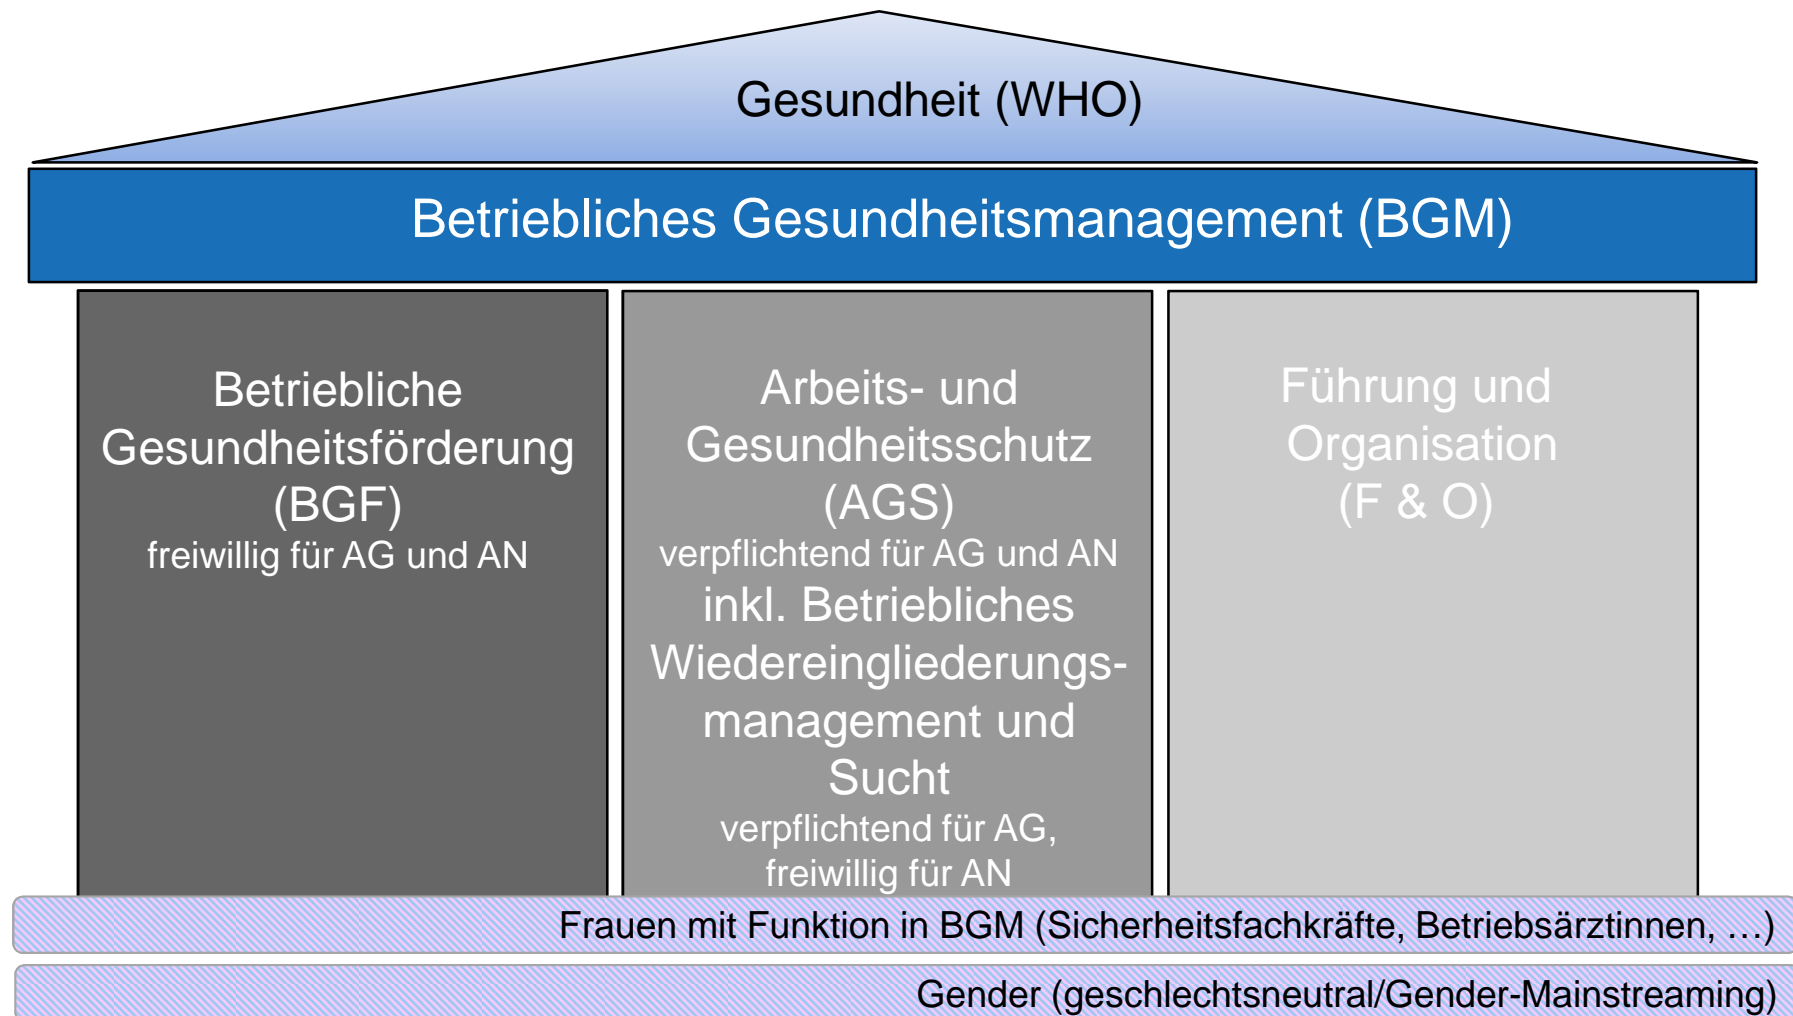 Gesundheit (WHO)
Betriebliches Gesundheitsmanagement (BGM)
Betriebliche
Gesundheitsförderung
(BGF)
freiwillig für AG und AN
Arbeits- und
Gesundheitsschutz
(AGS)
verpflichtend für AG und AN
inkl. Betriebliches
Wiedereingliederungs-
management und
Sucht
verpflichtend für AG,
freiwillig für AN
Führung und
Organisation
(F & O)
Frauen mit Funktion in BGM (Sicherheitsfachkräfte, Betriebsärztinnen, …)
Gender (geschlechtsneutral/Gender-Mainstreaming)